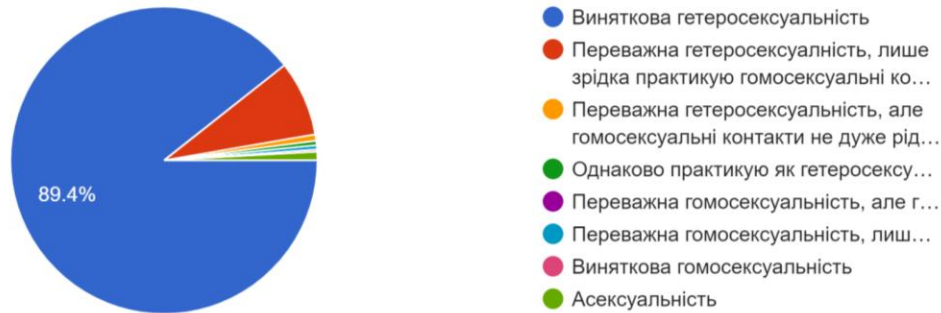 Виняткова гетеросексуальність
Переважна гетеросексуалність, лише
зрідка практикую гомосексуальні ко...
Переважна гетеросексуальність, але
гомосексуальні контакти не дуже рід...
Однаково практикую як гетеросексу...
Переважна гомосексуальність, але г...
Переважна гомосексуальність, лиш...
Виняткова гомосексуальність
Асексуальність
89.4%